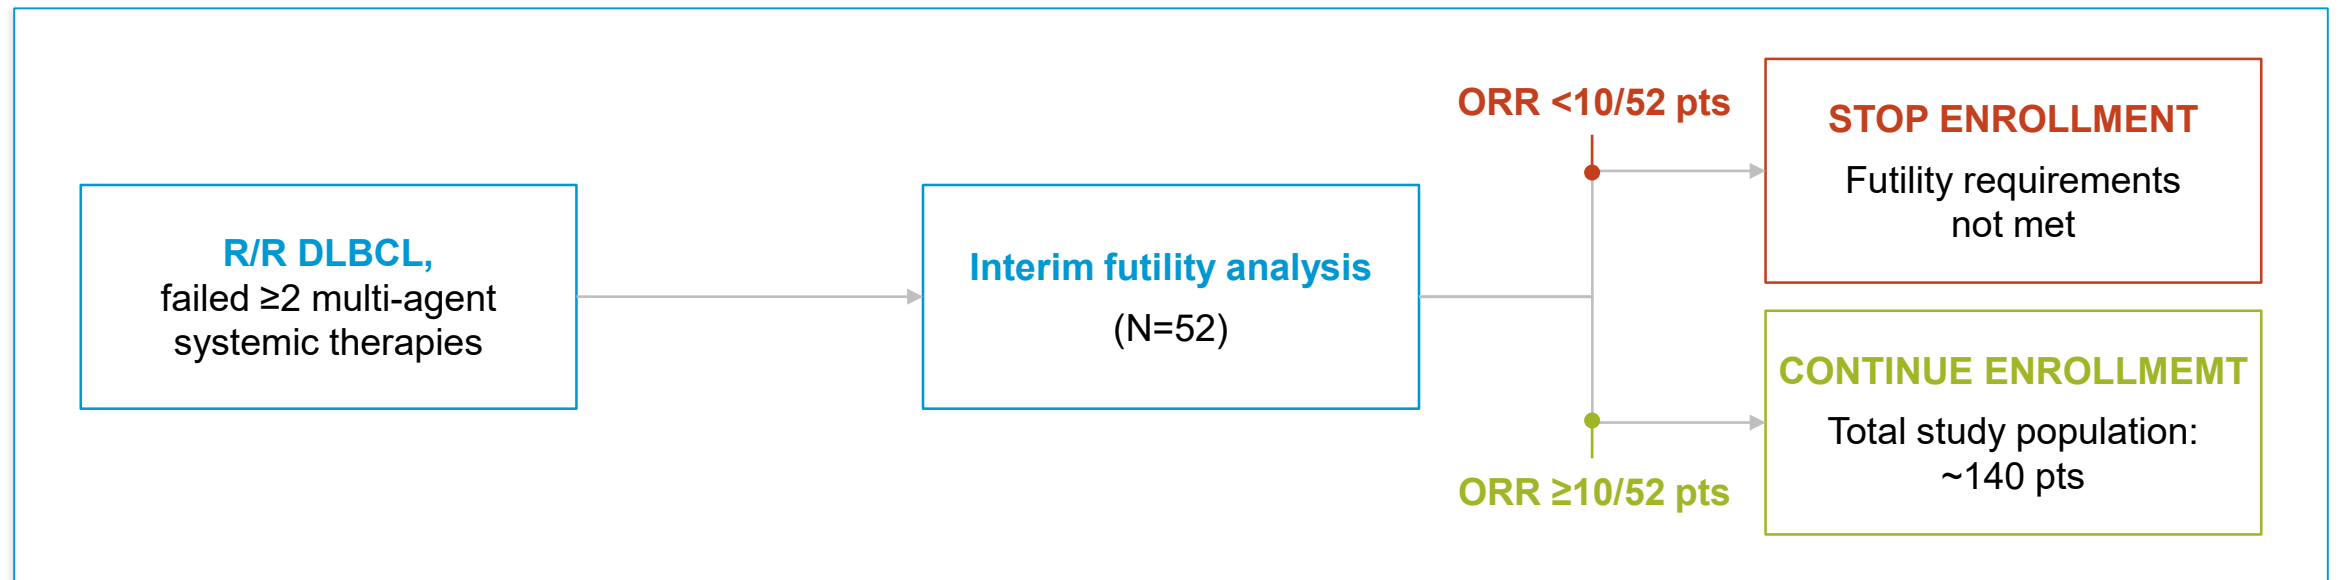 R/R DLBCL,
failed ≥2 multi-agent
systemic therapies
Interim futility analysis
(N=52)
ORR <10/52 pts
STOP ENROLLMENT
Futility requirements
not met
ORR ≥10/52 pts
CONTINUE ENROLLMEMT
Total study population:
~140 pts